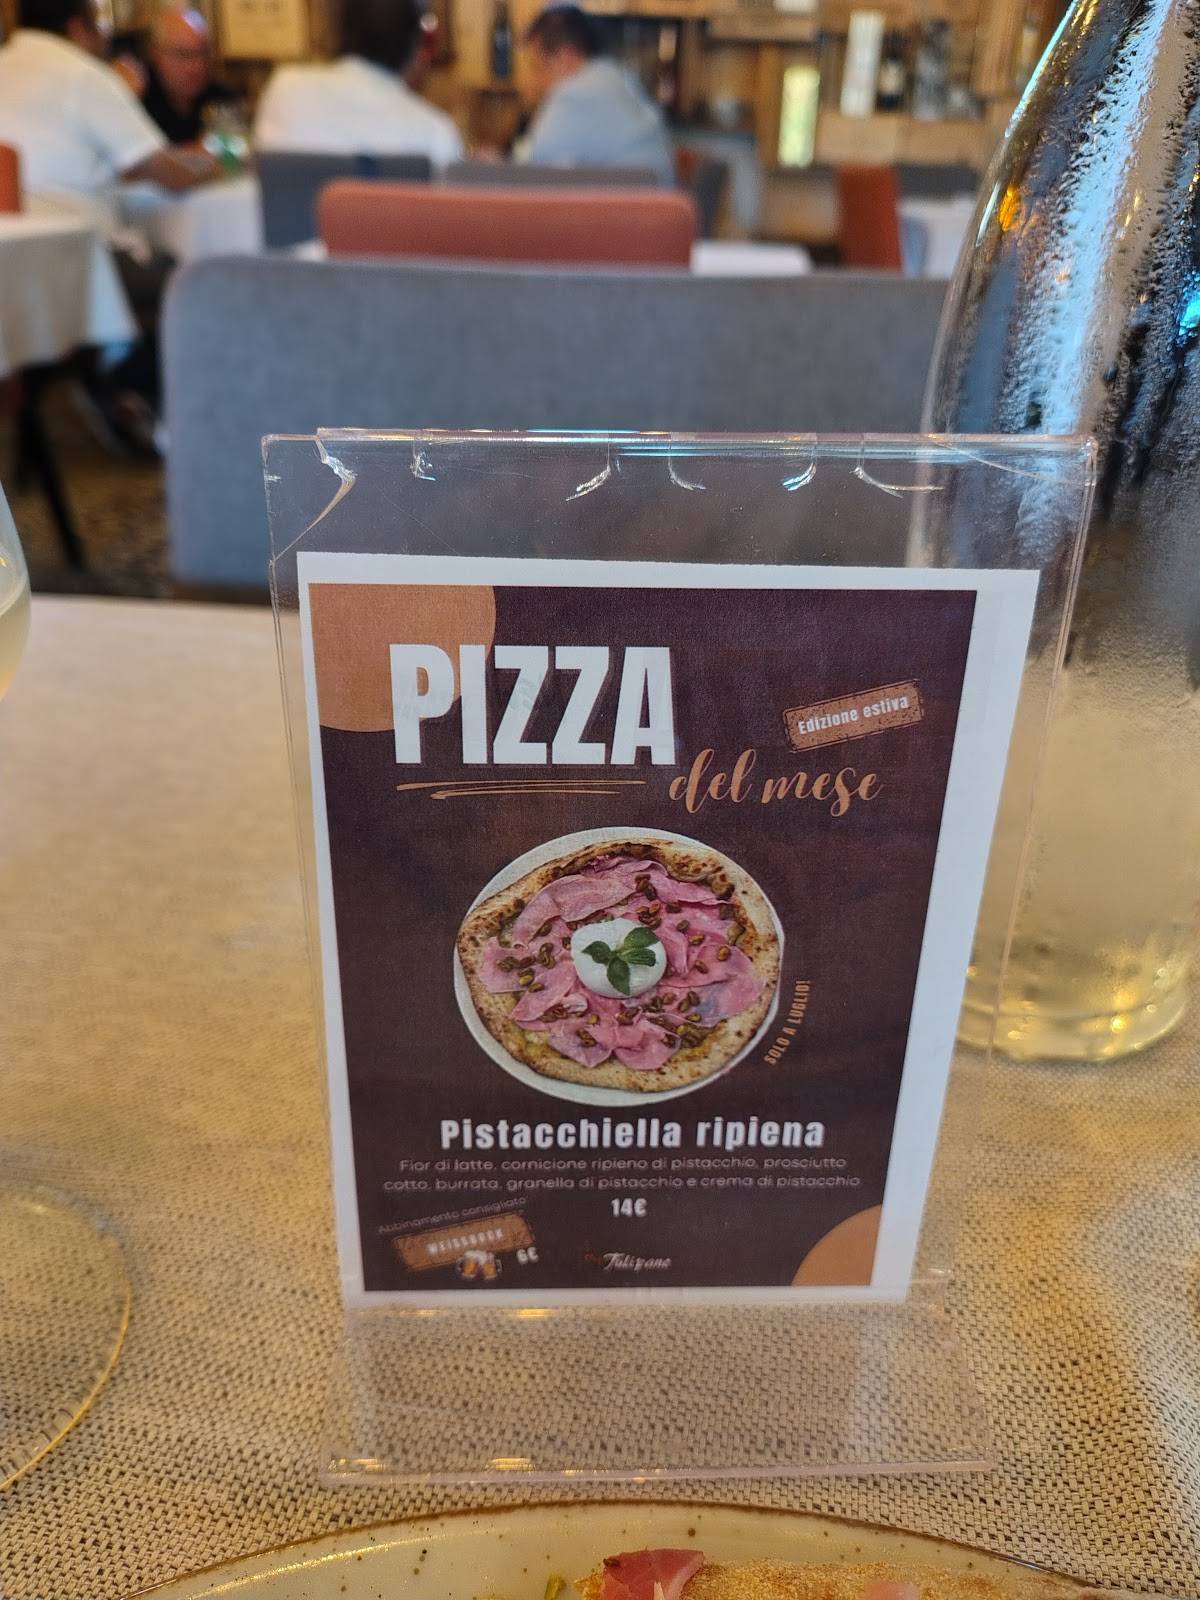 PIZZA
Edizione estiva
del mese
SOLO A LUGLIO!
Pistacchiella ripiena
Fior di latte, cornicione ripieno di pistacchio, prosciutto
cotto, burrata, granella di pistacchio e crema di pistacchio
14€
Abbinamento consigliato
WEISSBOCK
6€
Tulipano